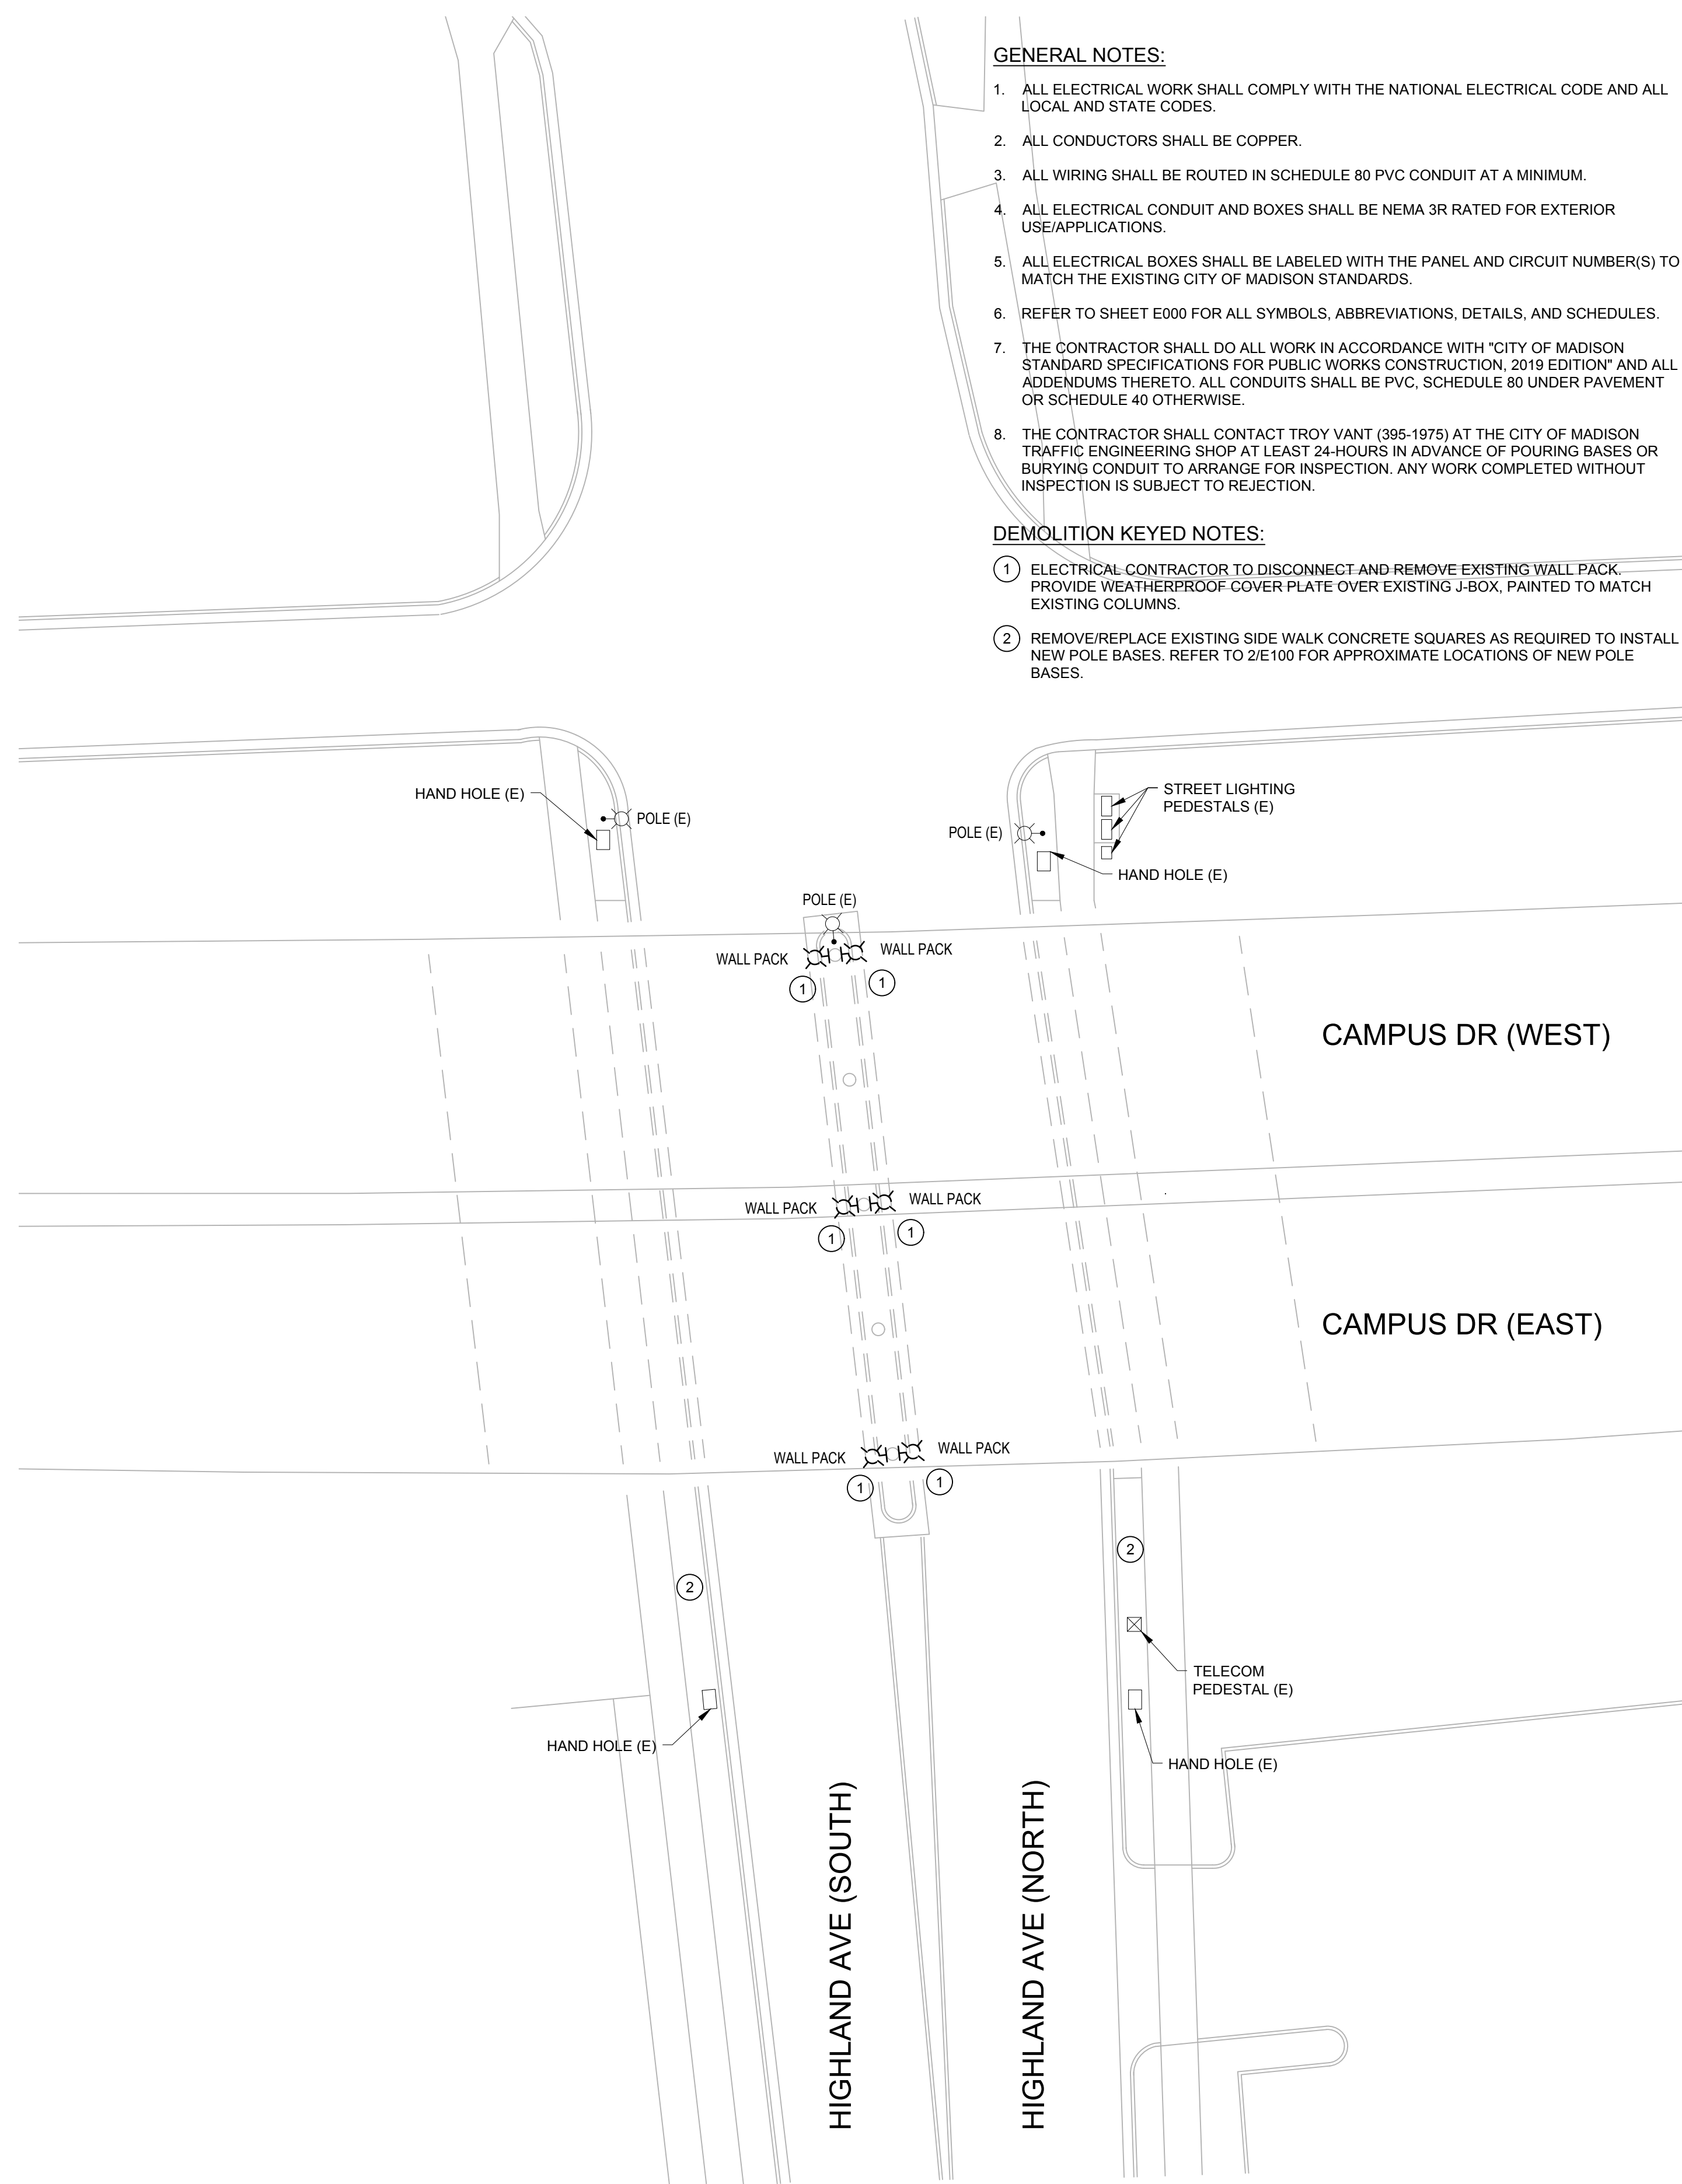 GENERAL NOTES:
1. ALL ELECTRICAL WORK SHALL COMPLY WITH THE NATIONAL ELECTRICAL CODE AND ALL
LOCAL AND STATE CODES.
2. ALL CONDUCTORS SHALL BE COPPER.
3. ALL WIRING SHALL BE ROUTED IN SCHEDULE 80 PVC CONDUIT AT A MINIMUM.
4. ALL ELECTRICAL CONDUIT AND BOXES SHALL BE NEMA 3R RATED FOR EXTERIOR
USE/APPLICATIONS.
5. ALL ELECTRICAL BOXES SHALL BE LABELED WITH THE PANEL AND CIRCUIT NUMBER(S) TO
MATCH THE EXISTING CITY OF MADISON STANDARDS.
6. REFER TO SHEET E000 FOR ALL SYMBOLS, ABBREVIATIONS, DETAILS, AND SCHEDULES.
7. THE CONTRACTOR SHALL DO ALL WORK IN ACCORDANCE WITH "CITY OF MADISON
STANDARD SPECIFICATIONS FOR PUBLIC WORKS CONSTRUCTION, 2019 EDITION" AND ALL
ADDENDUMS THERETO. ALL CONDUITS SHALL BE PVC, SCHEDULE 80 UNDER PAVEMENT
OR SCHEDULE 40 OTHERWISE.
8. THE CONTRACTOR SHALL CONTACT TROY VANT (395-1975) AT THE CITY OF MADISON
TRAFFIC ENGINEERING SHOP AT LEAST 24-HOURS IN ADVANCE OF POURING BASES OR
BURYING CONDUIT TO ARRANGE FOR INSPECTION. ANY WORK COMPLETED WITHOUT
INSPECTION IS SUBJECT TO REJECTION.
DEMOLITION KEYED NOTES:
1 ELECTRICAL CONTRACTOR TO DISCONNECT AND REMOVE EXISTING WALL PACK.
PROVIDE WEATHERPROOF COVER PLATE OVER EXISTING J-BOX, PAINTED TO MATCH
EXISTING COLUMNS.
2 REMOVE/REPLACE EXISTING SIDE WALK CONCRETE SQUARES AS REQUIRED TO INSTALL
NEW POLE BASES. REFER TO 2/E100 FOR APPROXIMATE LOCATIONS OF NEW POLE
BASES.
HAND HOLE (E)
POLE (E)
POLE (E)
STREET LIGHTING
PEDESTALS (E)
HAND HOLE (E)
POLE (E)
WALL PACK
WALL PACK
1
1
CAMPUS DR (WEST)
WALL PACK
WALL PACK
1
1
CAMPUS DR (EAST)
WALL PACK
WALL PACK
1
1
2
2
TELECOM
PEDESTAL (E)
HAND HOLE (E)
HAND HOLE (E)
HIGHLAND AVE (SOUTH)
HIGHLAND AVE (NORTH)